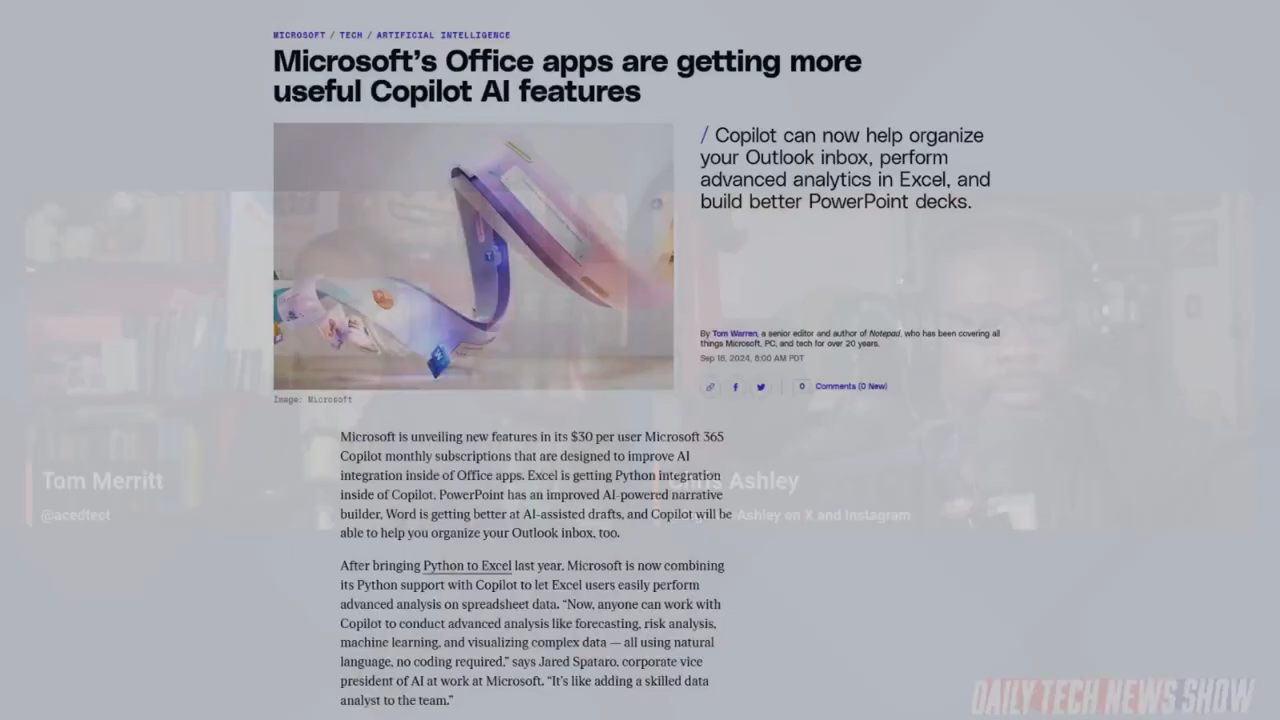 MICROSOFT / TECH / ARTIFICIAL INTELLIGENCE
Microsoft's Office apps are getting more
useful Copilot AI features
/ Copilot can now help organize
your Outlook inbox, perform
advanced analytics in Excel, and
build better PowerPoint decks.
By Tom Warren, a senior editor and author of Notepad, who has been covering all
things Microsoft, PC, and tech for over 20 years.
Sep 16, 2024, 8:00 AM PDT
0 Comments (0 New)
Image: Microsoft
Microsoft is unveiling new features in its $30 per user Microsoft 365
Copilot monthly subscriptions that are designed to improve AI
integration inside of Office apps. Excel is getting Python integration
inside of Copilot, PowerPoint has an improved AI-powered narrative
builder, Word is getting better at AI-assisted drafts, and Copilot will be
able to help you organize your Outlook inbox, too.
After bringing Python to Excel last year, Microsoft is now combining
its Python support with Copilot to let Excel users easily perform
advanced analysis on spreadsheet data. “Now, anyone can work with
Copilot to conduct advanced analysis like forecasting, risk analysis,
machine learning, and visualizing complex data — all using natural
language, no coding required,” says Jared Spataro, corporate vice
president of AI at work at Microsoft. “It's like adding a skilled data
analyst to the team.”
Tom Merritt
@acedtect
Chris Ashley
Ashley on X and Instagram
DAILY TECH NEWS SHOW